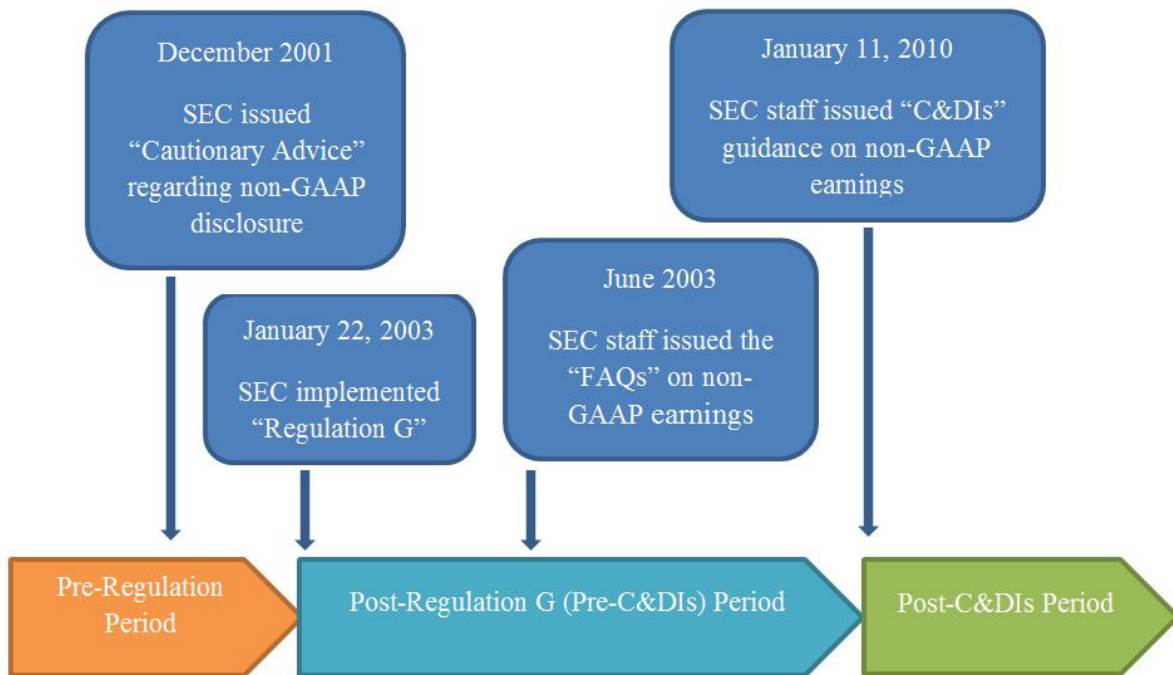 December 2001
SEC issued
“Cautionary Advice”
regarding non-GAAP
disclosure
January 22, 2003
SEC implemented
“Regulation G”
June 2003
SEC staff issued the
“FAQs” on non-
GAAP earnings
January 11, 2010
SEC staff issued “C&DIs”
guidance on non-GAAP
earnings
Pre-Regulation
Period
Post-Regulation G (Pre-C&DIs) Period
Post-C&DIs Period